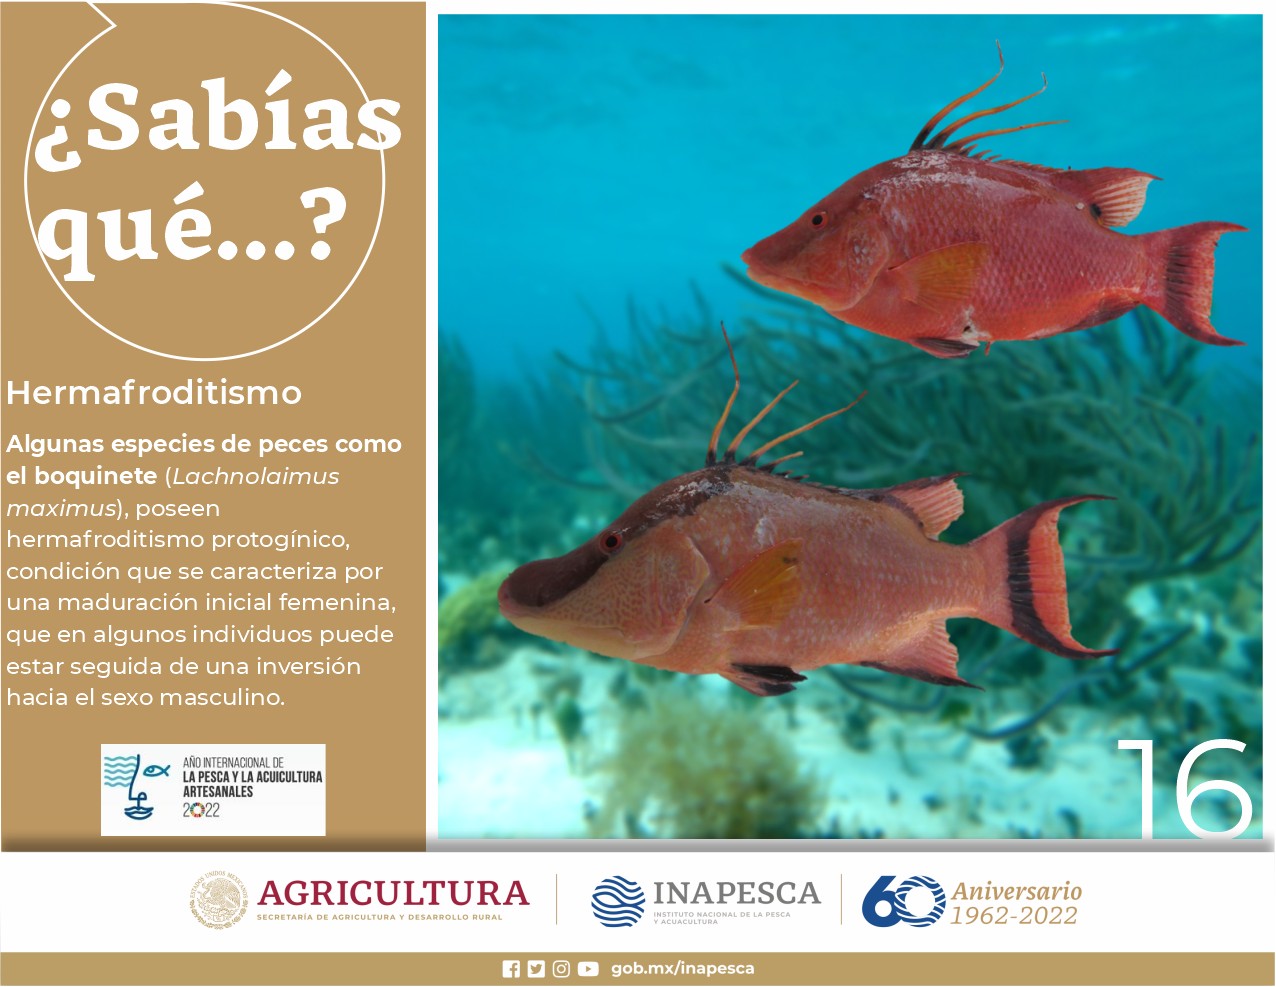 ¿Sabías
qué...?
Hermafroditismo
Algunas especies de peces como
el boquinete (Lachnolaimus
maximus), poseen
hermafroditismo protogínico,
condición que se caracteriza por
una maduración inicial femenina,
que en algunos individuos puede
estar seguida de una inversión
hacia el sexo masculino.
AÑO INTERNACIONAL DE
LA PESCA Y LA ACUICULTURA
ARTESANALES
2022
16
ESTADOS UNIDOS MEXICANOS
AGRICULTURA
SECRETARÍA DE AGRICULTURA Y DESARROLLO RURAL
INAPESCA
INSTITUTO NACIONAL DE LA PESCA
Y ACUACULTURA
60 Aniversario
1962-2022
gob.mx/inapesca